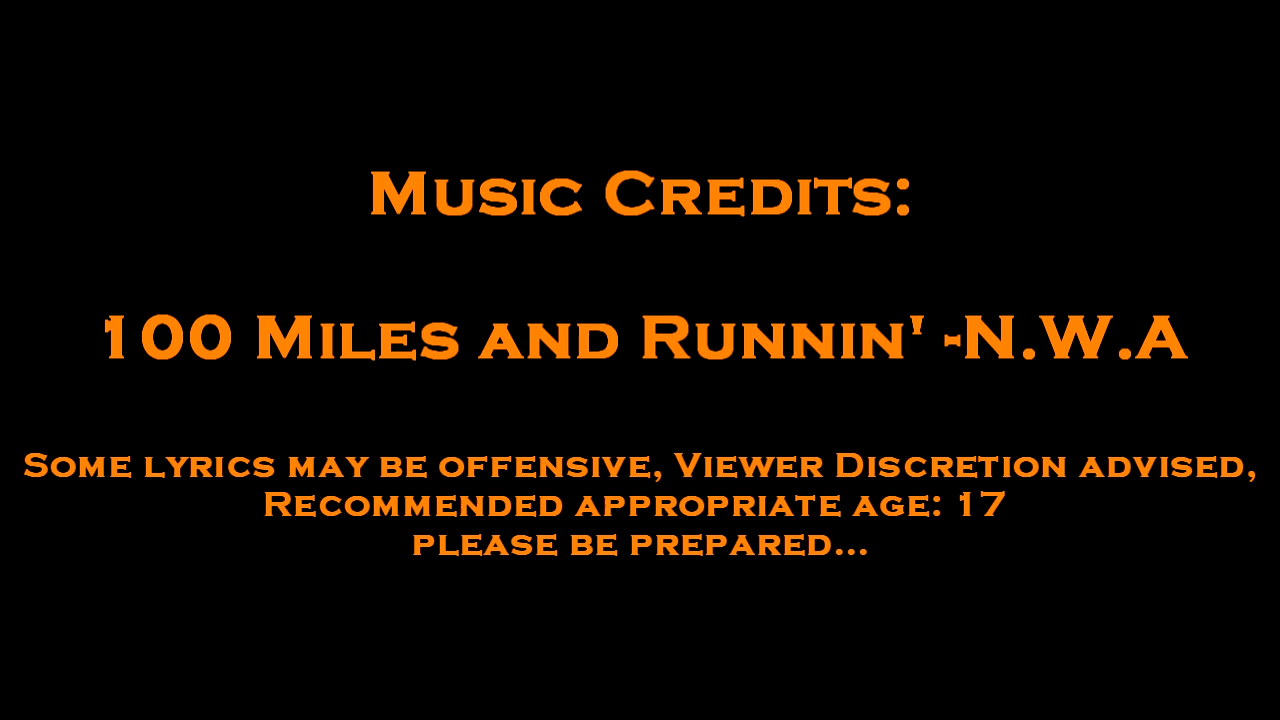 Music Credits:
100 Miles and Runnin' -N.W.A
Some lyrics may be offensive, Viewer Discretion advised,
Recommended appropriate age: 17
please be prepared...